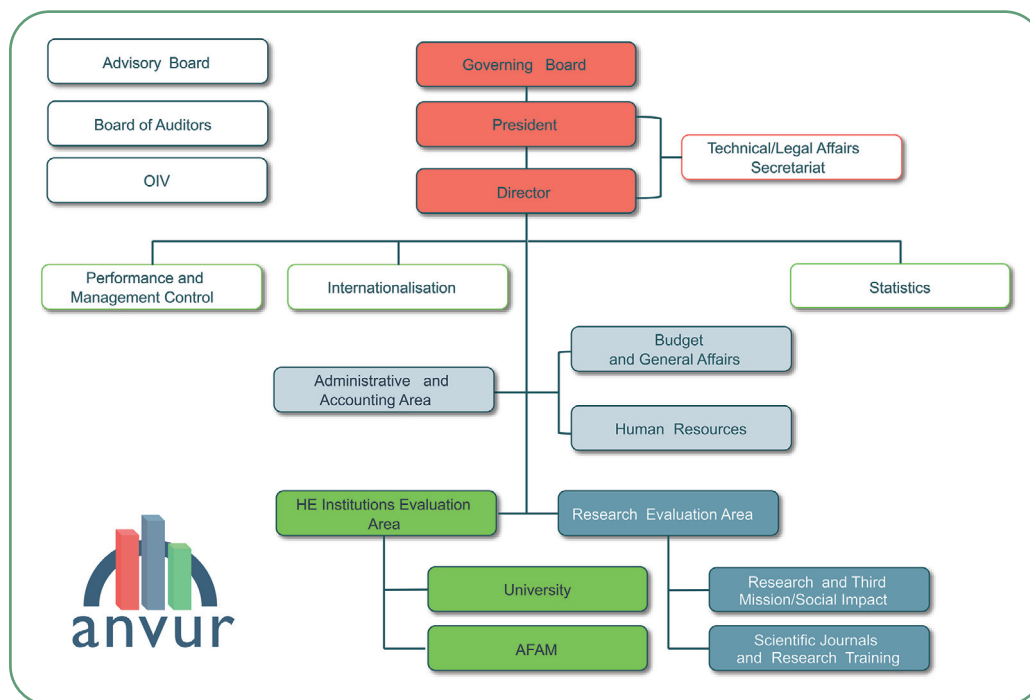 Advisory Board
Board of Auditors
OIV
Governing Board
President
Director
Technical/Legal Affairs
Secretariat
Performance and
Management Control
Internationalisation
Statistics
Budget
and General Affairs
Administrative and
Accounting Area
Human Resources
HE Institutions Evaluation
Area
Research Evaluation Area
University
AFAM
Research and Third
Mission/Social Impact
Scientific Journals
and Research Training
anvur